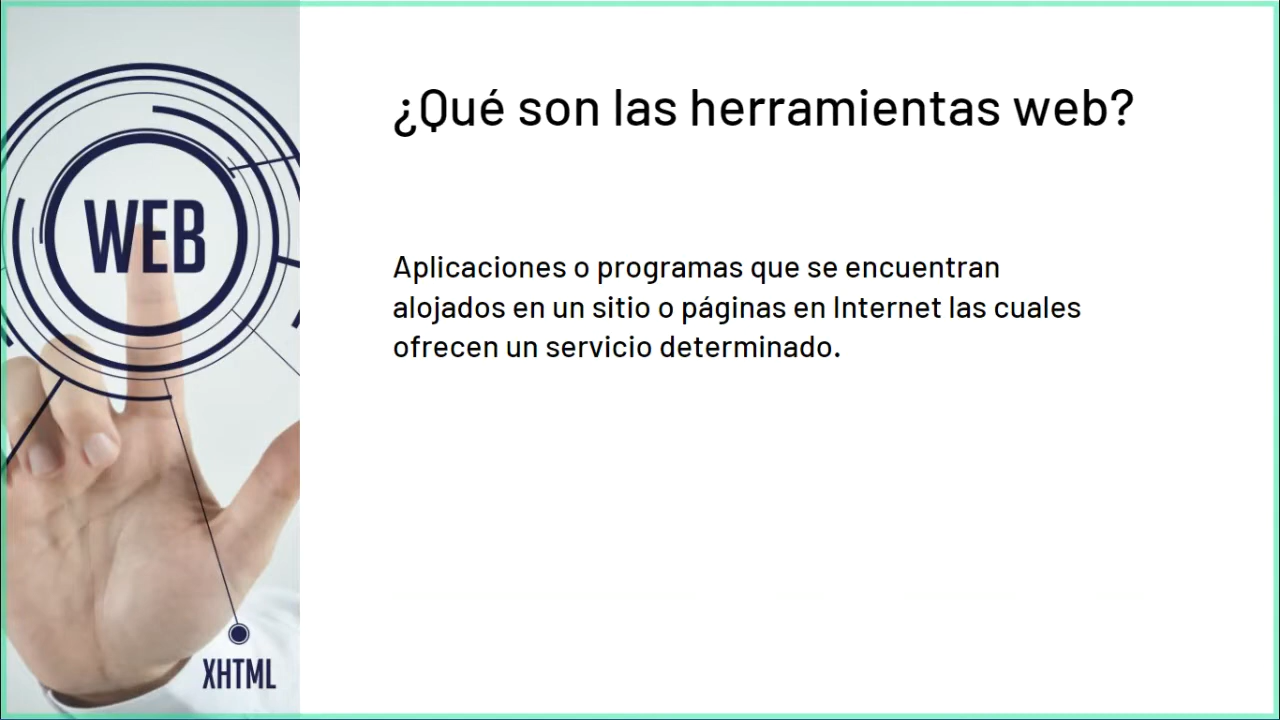 ¿Qué son las herramientas web?
WEB
Aplicaciones o programas que se encuentran
alojados en un sitio o páginas en Internet las cuales
ofrecen un servicio determinado.
XHTML